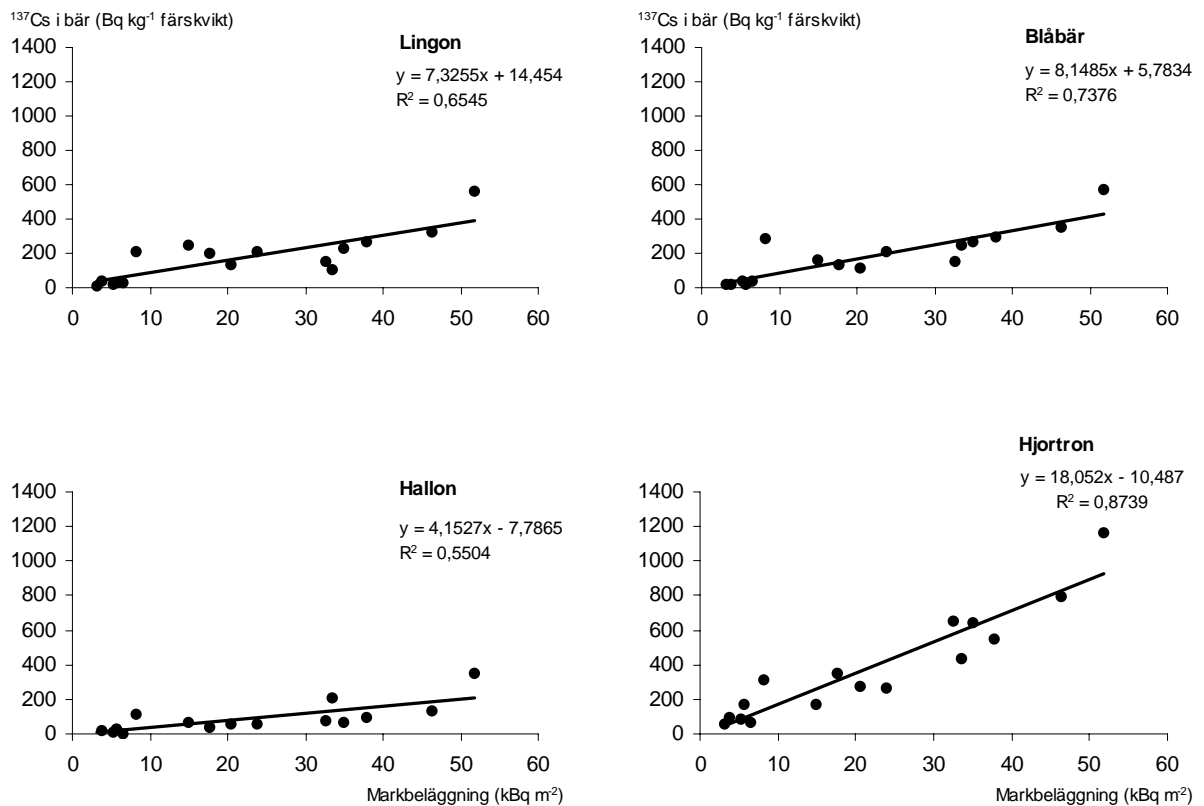 ¹³⁷Cs i bär (Bq kg⁻¹ färskvikt)
Lingon
y = 7,3255x + 14,454
R² = 0,6545
1400
1200
1000
800
600
400
200
0
0 10 20 30 40 50 60
¹³⁷Cs i bär (Bq kg⁻¹ färskvikt)
Blåbär
y = 8,1485x + 5,7834
R² = 0,7376
1400
1200
1000
800
600
400
200
0
0 10 20 30 40 50 60
Hallon
y = 4,1527x - 7,7865
R² = 0,5504
1400
1200
1000
800
600
400
200
0
0 10 20 30 40 50 60
Markbeläggning (kBq m⁻²)
Hjortron
y = 18,052x - 10,487
R² = 0,8739
1400
1200
1000
800
600
400
200
0
0 10 20 30 40 50 60
Markbeläggning (kBq m⁻²)